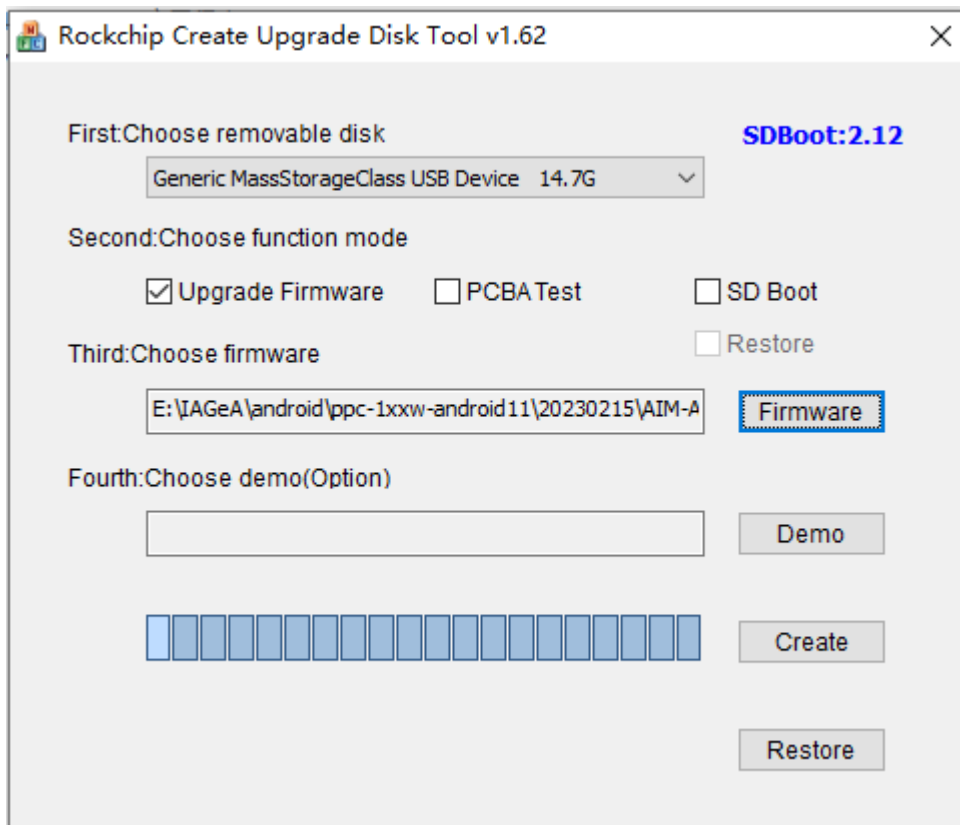 Rockchip Create Upgrade Disk Tool v1.62
First:Choose removable disk
SDBoot:2.12
Generic MassStorageClass USB Device 14.7G
Second:Choose function mode
Upgrade Firmware
PCBA Test
SD Boot
Third:Choose firmware
Restore
E:\IAGeA\android\ppc-1xxw-android11\20230215\AIM-A
Firmware
Fourth:Choose demo(Option)
Demo
Create
Restore